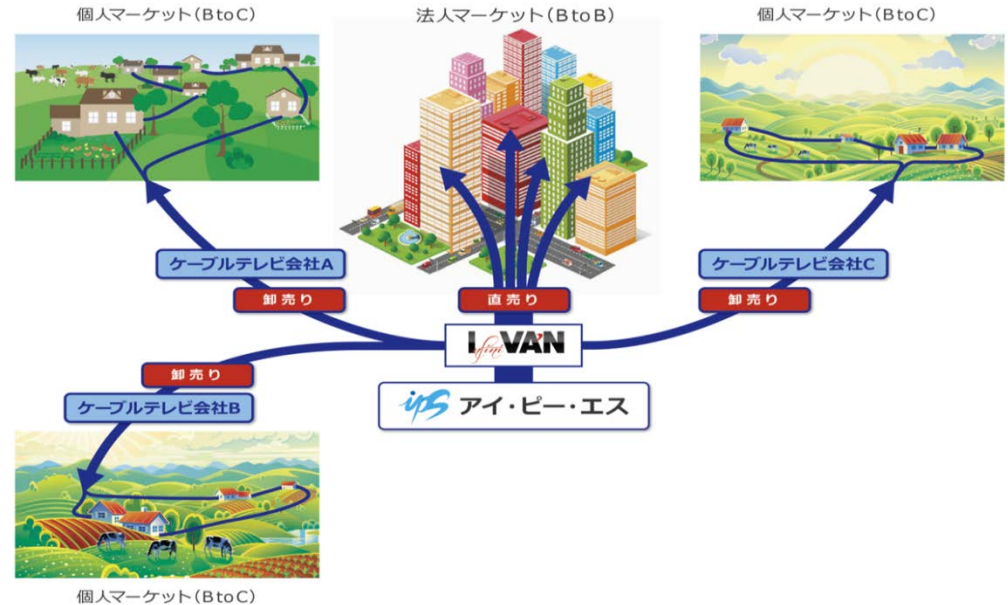 個人マーケット(BtoC)
法人マーケット(BtoB)
個人マーケット(BtoC)
ケーブルテレビ会社A
ケーブルテレビ会社C
卸売り
直売り
卸売り
InfiniVAN
卸売り
ケーブルテレビ会社B
ips アイ・ピー・エス
個人マーケット(BtoC)